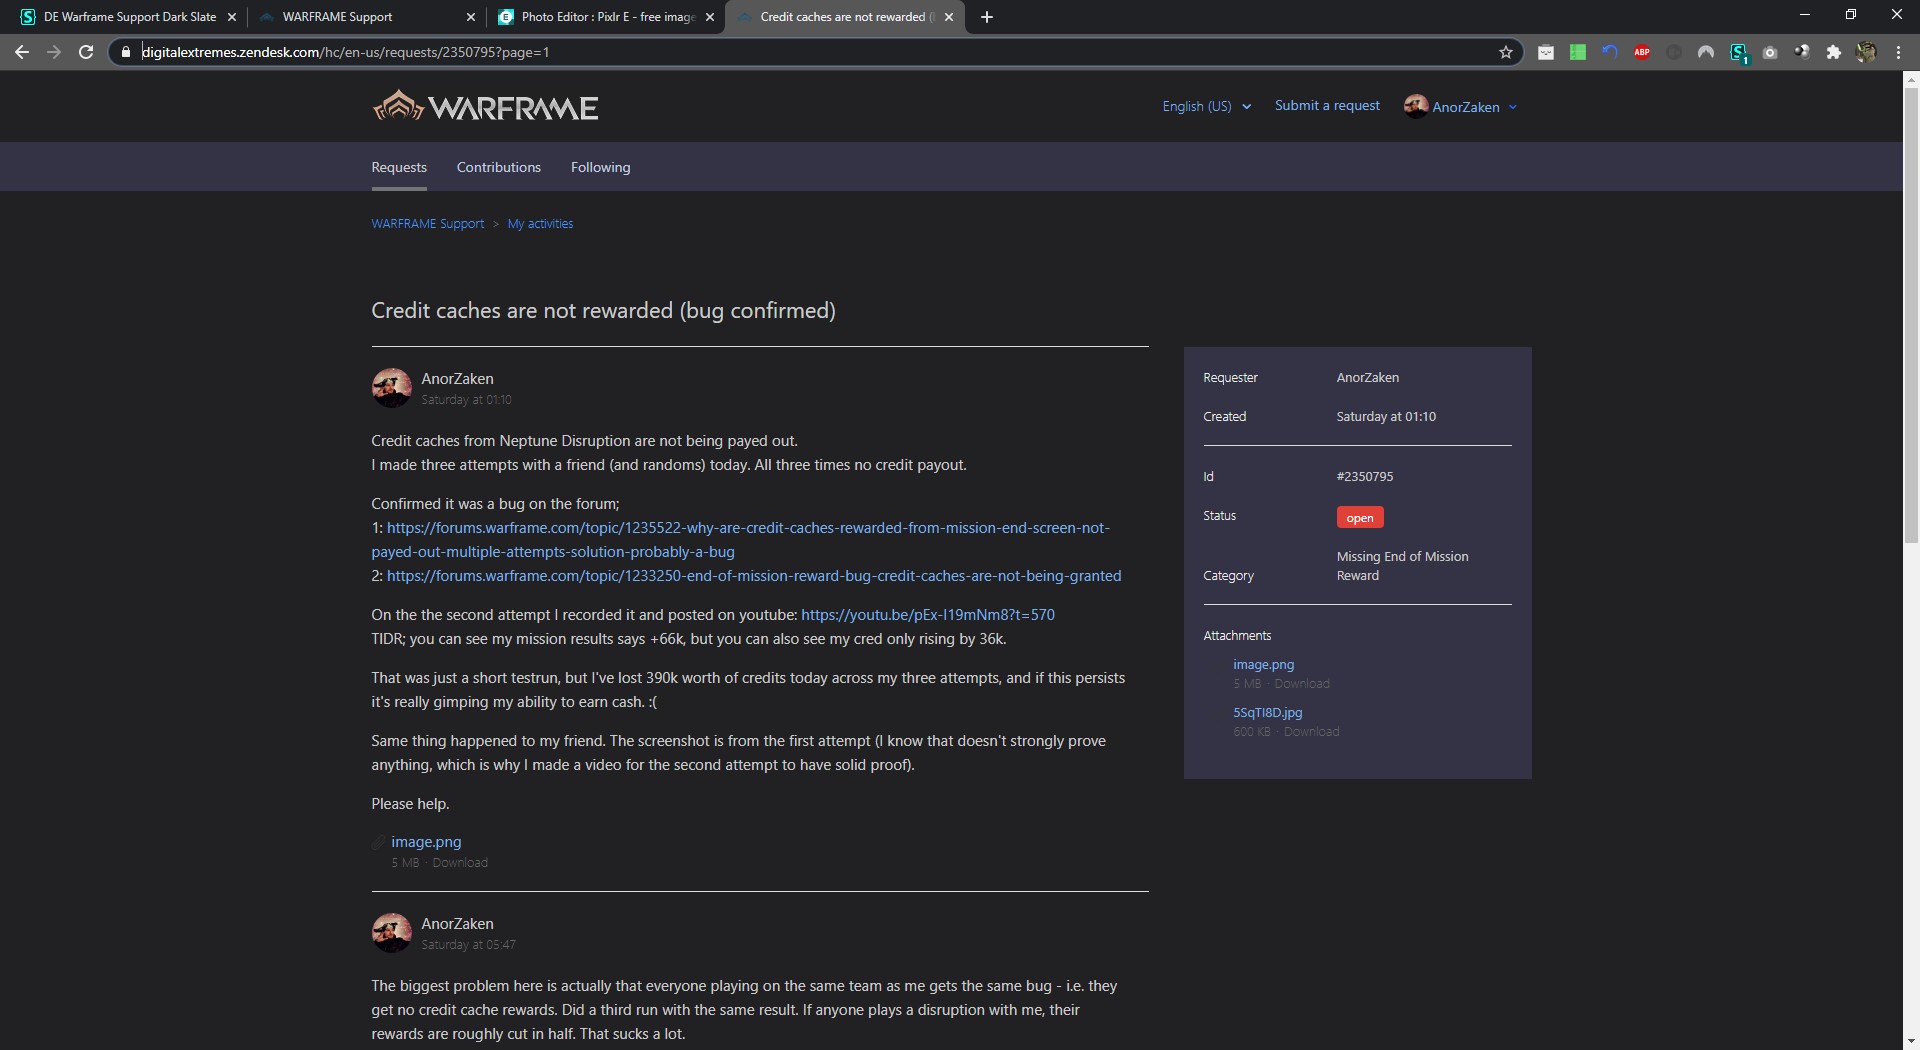 DE Warframe Support Dark Slate
WARFRAME Support
Photo Editor : Pixlr E - free image
Credit caches are not rewarded (
digitalextremes.zendesk.com/hc/en-us/requests/2350795?page=1
ABP
1
WARFRAME
English (US)
Submit a request
AnorZaken
Requests
Contributions
Following
WARFRAME Support > My activities
Credit caches are not rewarded (bug confirmed)
AnorZaken
Saturday at 01:10
Credit caches from Neptune Disruption are not being payed out.
I made three attempts with a friend (and randoms) today. All three times no credit payout.
Confirmed it was a bug on the forum;
1: https://forums.warframe.com/topic/1235522-why-are-credit-caches-rewarded-from-mission-end-screen-not-
payed-out-multiple-attempts-solution-probably-a-bug
2: https://forums.warframe.com/topic/1233250-end-of-mission-reward-bug-credit-caches-are-not-being-granted
On the the second attempt I recorded it and posted on youtube: https://youtu.be/pEx-I19mNm8?t=570
TlDR; you can see my mission results says +66k, but you can also see my cred only rising by 36k.
That was just a short testrun, but I've lost 390k worth of credits today across my three attempts, and if this persists
it's really gimping my ability to earn cash. :(
Same thing happened to my friend. The screenshot is from the first attempt (I know that doesn't strongly prove
anything, which is why I made a video for the second attempt to have solid proof).
Please help.
image.png
5 MB · Download
AnorZaken
Saturday at 05:47
The biggest problem here is actually that everyone playing on the same team as me gets the same bug - i.e. they
get no credit cache rewards. Did a third run with the same result. If anyone plays a disruption with me, their
rewards are roughly cut in half. That sucks a lot.
Requester AnorZaken
Created Saturday at 01:10
Id #2350795
Status open
Category Missing End of Mission
Reward
Attachments
image.png
5 MB · Download
5SqTI8D.jpg
600 KB · Download